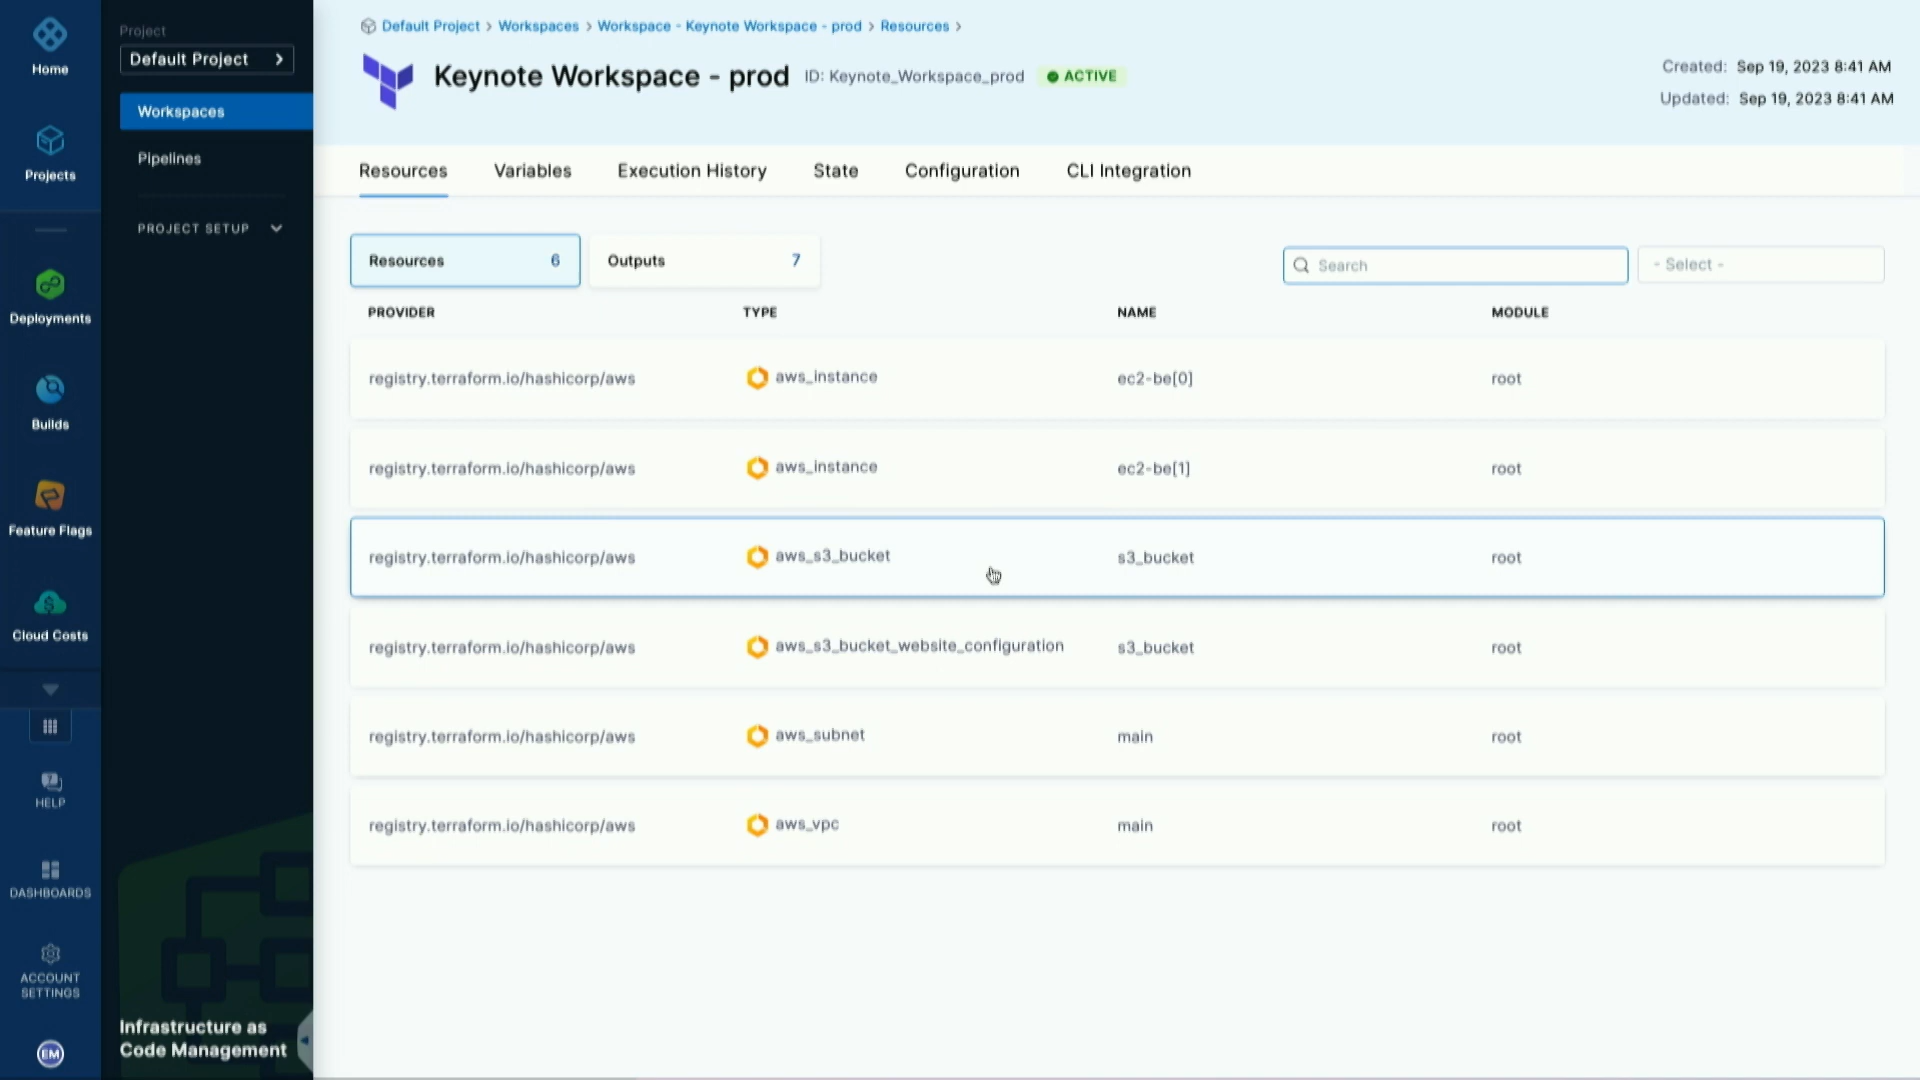 Home
Projects
Deployments
Builds
Feature Flags
Cloud Costs
HELP
DASHBOARDS
ACCOUNT
SETTINGS
EM
Project
Default Project >
Workspaces
Pipelines
PROJECT SETUP
Infrastructure as
Code Management
Default Project > Workspaces > Workspace - Keynote Workspace - prod > Resources >
Keynote Workspace - prod ID: Keynote_Workspace_prod ACTIVE
Created: Sep 19, 2023 8:41 AM
Updated: Sep 19, 2023 8:41 AM
Resources Variables Execution History State Configuration CLI Integration
Resources 6 Outputs 7 Search - Select -
PROVIDER TYPE NAME MODULE
registry.terraform.io/hashicorp/aws aws_instance ec2-be[0] root
registry.terraform.io/hashicorp/aws aws_instance ec2-be[1] root
registry.terraform.io/hashicorp/aws aws_s3_bucket s3_bucket root
registry.terraform.io/hashicorp/aws aws_s3_bucket_website_configuration s3_bucket root
registry.terraform.io/hashicorp/aws aws_subnet main root
registry.terraform.io/hashicorp/aws aws_vpc main root